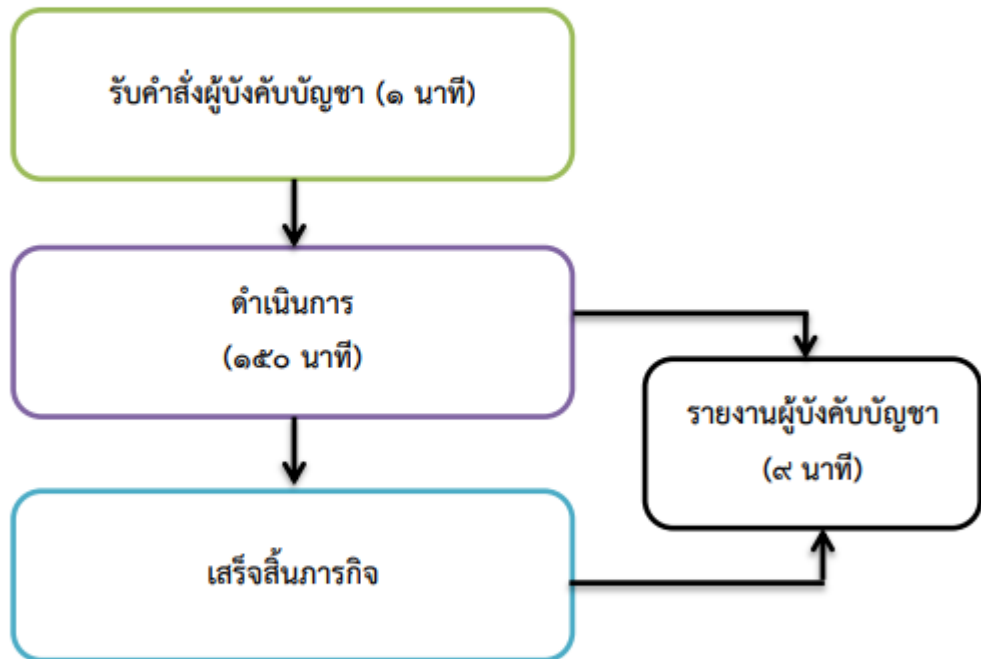 รับคำสั่งผู้บังคับบัญชา (๑ นาที)
ดำเนินการ
(๑๕๐ นาที)
รายงานผู้บังคับบัญชา
(๙ นาที)
เสร็จสิ้นภารกิจ